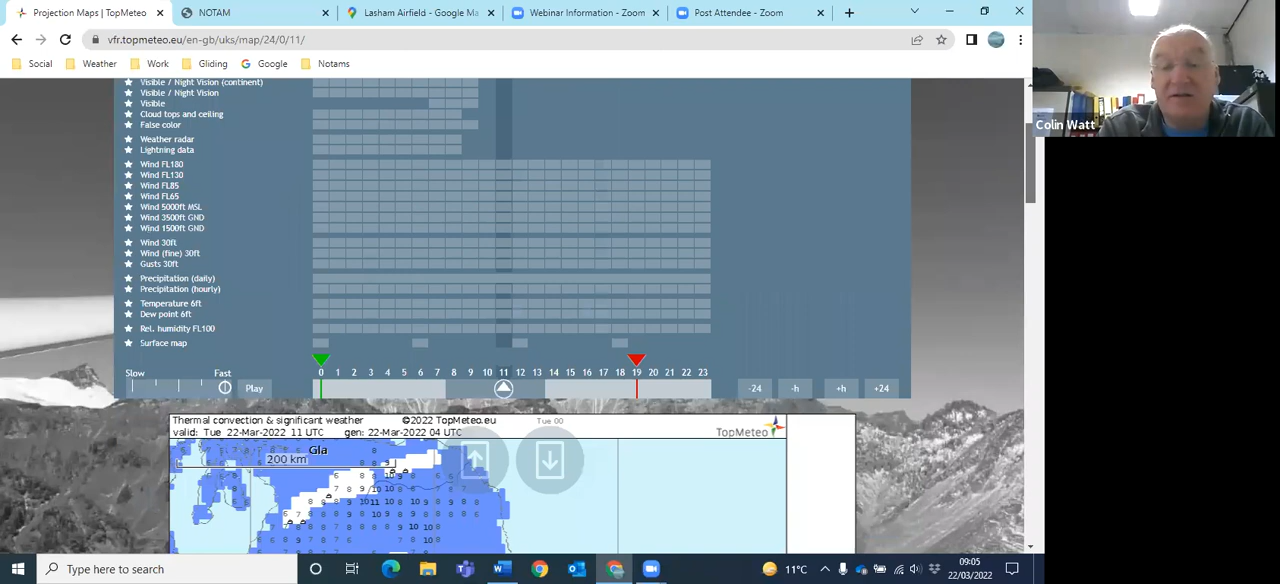 Projection Maps | TopMeteo
NOTAM
Lasham Airfield - Google Ma
Webinar Information - Zoom
Post Attendee - Zoom
vfr.topmeteo.eu/en-gb/uks/map/24/0/11/
Social
Weather
Work
Gliding
Google
Notams
Colin Watt
Visible / Night Vision (continent)
Visible / Night Vision
Visible
Cloud tops and ceiling
False color
Weather radar
Lightning data
Wind FL180
Wind FL130
Wind FL85
Wind FL65
Wind 5000ft MSL
Wind 3500ft GND
Wind 1500ft GND
Wind 30ft
Wind (fine) 30ft
Gusts 30ft
Precipitation (daily)
Precipitation (hourly)
Temperature 6ft
Dew point 6ft
Rel. humidity FL100
Surface map
Slow Fast Play
0 1 2 3 4 5 6 7 8 9 10 11 12 13 14 15 16 17 18 19 20 21 22 23
-24 -h +h +24
Thermal convection & significant weather ©2022 TopMeteo.eu Tue 00
valid: Tue 22-Mar-2022 11 UTC gen: 22-Mar-2022 04 UTC
TopMeteo
Gla
200 km
Type here to search
11°C
09:05
22/03/2022